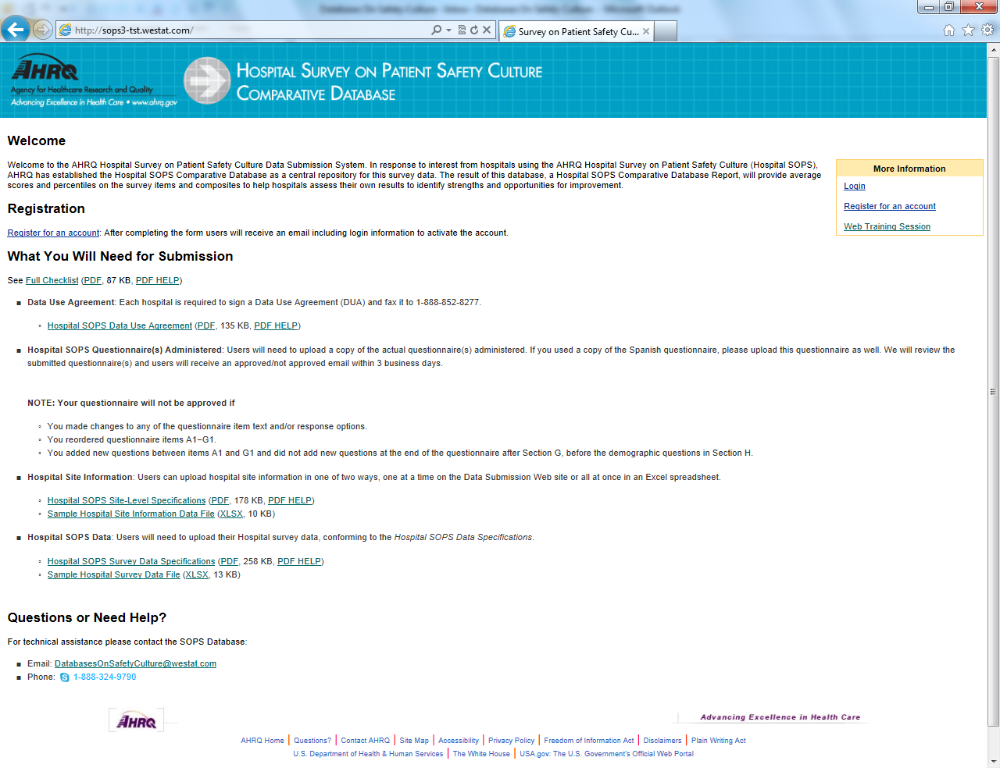 Databases On Safety Culture - Inbox - Databases On Safety Culture - Microsoft Outlook
http://sops3-tst.westat.com/
Survey on Patient Safety Cu...
AHRQ
Agency for Healthcare Research and Quality
Advancing Excellence in Health Care • www.ahrq.gov
Hospital Survey on Patient Safety Culture
Comparative Database
Welcome
Welcome to the AHRQ Hospital Survey on Patient Safety Culture Data Submission System. In response to interest from hospitals using the AHRQ Hospital Survey on Patient Safety Culture (Hospital SOPS),
AHRQ has established the Hospital SOPS Comparative Database as a central repository for this survey data. The result of this database, a Hospital SOPS Comparative Database Report, will provide average
scores and percentiles on the survey items and composites to help hospitals assess their own results to identify strengths and opportunities for improvement.
More Information
Login
Register for an account
Web Training Session
Registration
Register for an account: After completing the form users will receive an email including login information to activate the account.
What You Will Need for Submission
See Full Checklist (PDF, 87 KB, PDF HELP)
Data Use Agreement: Each hospital is required to sign a Data Use Agreement (DUA) and fax it to 1-888-852-8277.
Hospital SOPS Data Use Agreement (PDF, 135 KB, PDF HELP)
Hospital SOPS Questionnaire(s) Administered: Users will need to upload a copy of the actual questionnaire(s) administered. If you used a copy of the Spanish questionnaire, please upload this questionnaire as well. We will review the
submitted questionnaire(s) and users will receive an approved/not approved email within 3 business days.
NOTE: Your questionnaire will not be approved if
You made changes to any of the questionnaire item text and/or response options.
You reordered questionnaire items A1–G1.
You added new questions between items A1 and G1 and did not add new questions at the end of the questionnaire after Section G, before the demographic questions in Section H.
Hospital Site Information: Users can upload hospital site information in one of two ways, one at a time on the Data Submission Web site or all at once in an Excel spreadsheet.
Hospital SOPS Site-Level Specifications (PDF, 178 KB, PDF HELP)
Sample Hospital Site Information Data File (XLSX, 10 KB)
Hospital SOPS Data: Users will need to upload their Hospital survey data, conforming to the Hospital SOPS Data Specifications.
Hospital SOPS Survey Data Specifications (PDF, 258 KB, PDF HELP)
Sample Hospital Survey Data File (XLSX, 13 KB)
Questions or Need Help?
For technical assistance please contact the SOPS Database:
Email: DatabasesOnSafetyCulture@westat.com
Phone: 1-888-324-9790
AHRQ
Advancing Excellence in Health Care
AHRQ Home | Questions? | Contact AHRQ | Site Map | Accessibility | Privacy Policy | Freedom of Information Act | Disclaimers | Plain Writing Act
U.S. Department of Health & Human Services | The White House | USA.gov: The U.S. Government's Official Web Portal